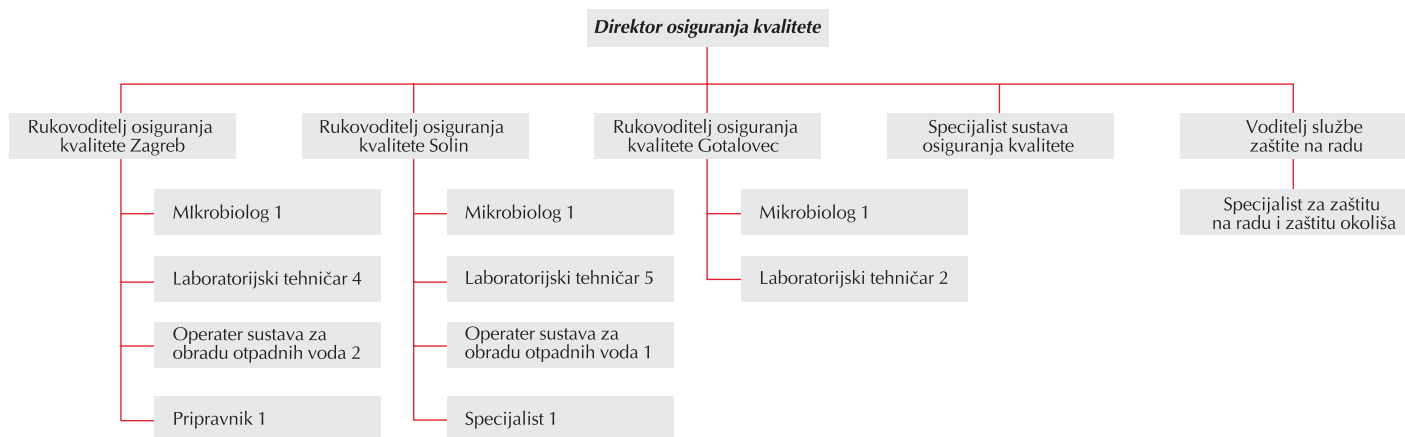 Direktor osiguranja kvalitete
Rukovoditelj osiguranja
kvalitete Zagreb
Rukovoditelj osiguranja
kvalitete Solin
Rukovoditelj osiguranja
kvalitete Gotalovec
Specijalist sustava
osiguranja kvalitete
Voditelj službe
zaštite na radu
MIkrobiolog 1
Laboratorijski tehničar 4
Operater sustava za
obradu otpadnih voda 2
Pripravnik 1
Mikrobiolog 1
Laboratorijski tehničar 5
Operater sustava za
obradu otpadnih voda 1
Specijalist 1
Mikrobiolog 1
Laboratorijski tehničar 2
Specijalist za zaštitu
na radu i zaštitu okoliša